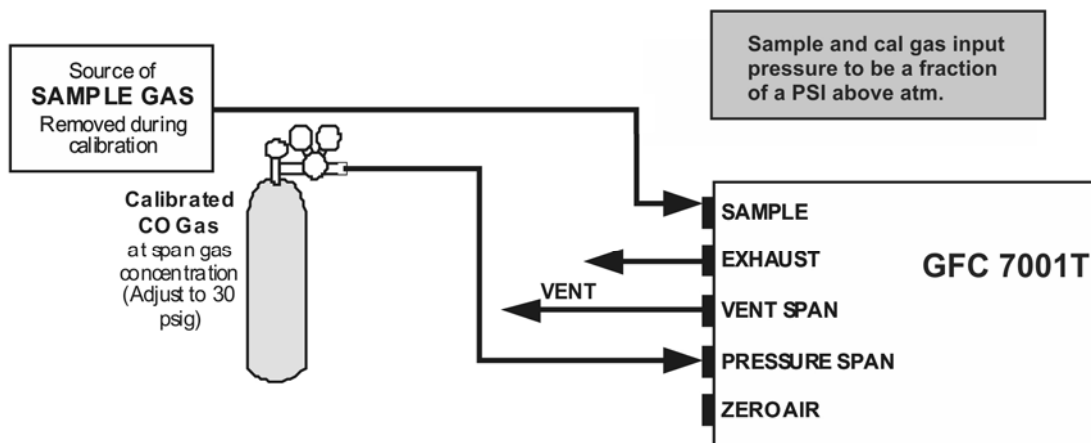 Source of
SAMPLE GAS
Removed during
calibration
Sample and cal gas input
pressure to be a fraction
of a PSI above atm.
Calibrated
CO Gas
at span gas
concentration
(Adjust to 30
psig)
SAMPLE
EXHAUST
GFC 7001T
VENT
VENT SPAN
PRESSURE SPAN
ZERO AIR